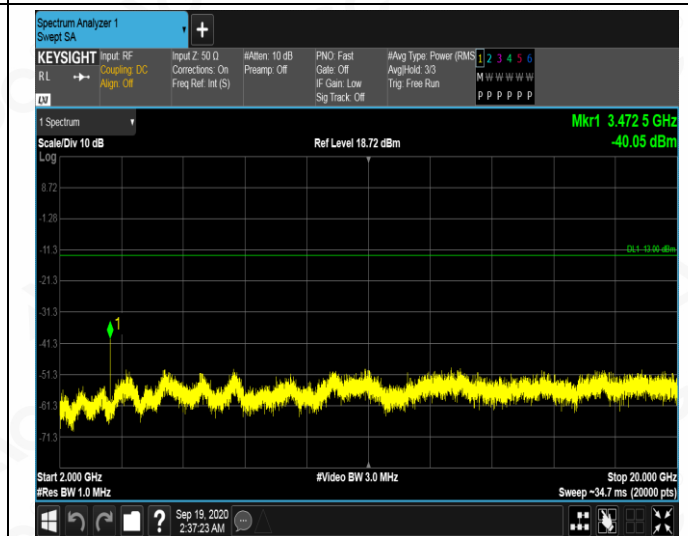 Spectrum Analyzer 1
Swept SA
+
KEYSIGHT
RL
Input: RF
Coupling: DC
Align: Off
Input Z: 50 Ω
Corrections: On
Freq Ref: Int (S)
#Atten: 10 dB
Preamp: Off
PNO: Fast
Gate: Off
IF Gain: Low
Sig Track: Off
#Avg Type: Power (RMS
Avg|Hold: 3/3
Trig: Free Run
1 2 3 4 5 6
M W W W W W
P P P P P P
1 Spectrum
Scale/Div 10 dB
Log
Ref Level 18.72 dBm
Mkr1 3.472 5 GHz
-40.05 dBm
8.72
-1.28
-11.3
DL1 -13.00 dBm
-21.3
-31.3
1
-41.3
-51.3
-61.3
-71.3
Start 2.000 GHz
#Res BW 1.0 MHz
#Video BW 3.0 MHz
Stop 20.000 GHz
Sweep ~34.7 ms (20000 pts)
?
Sep 19, 2020
2:37:23 AM